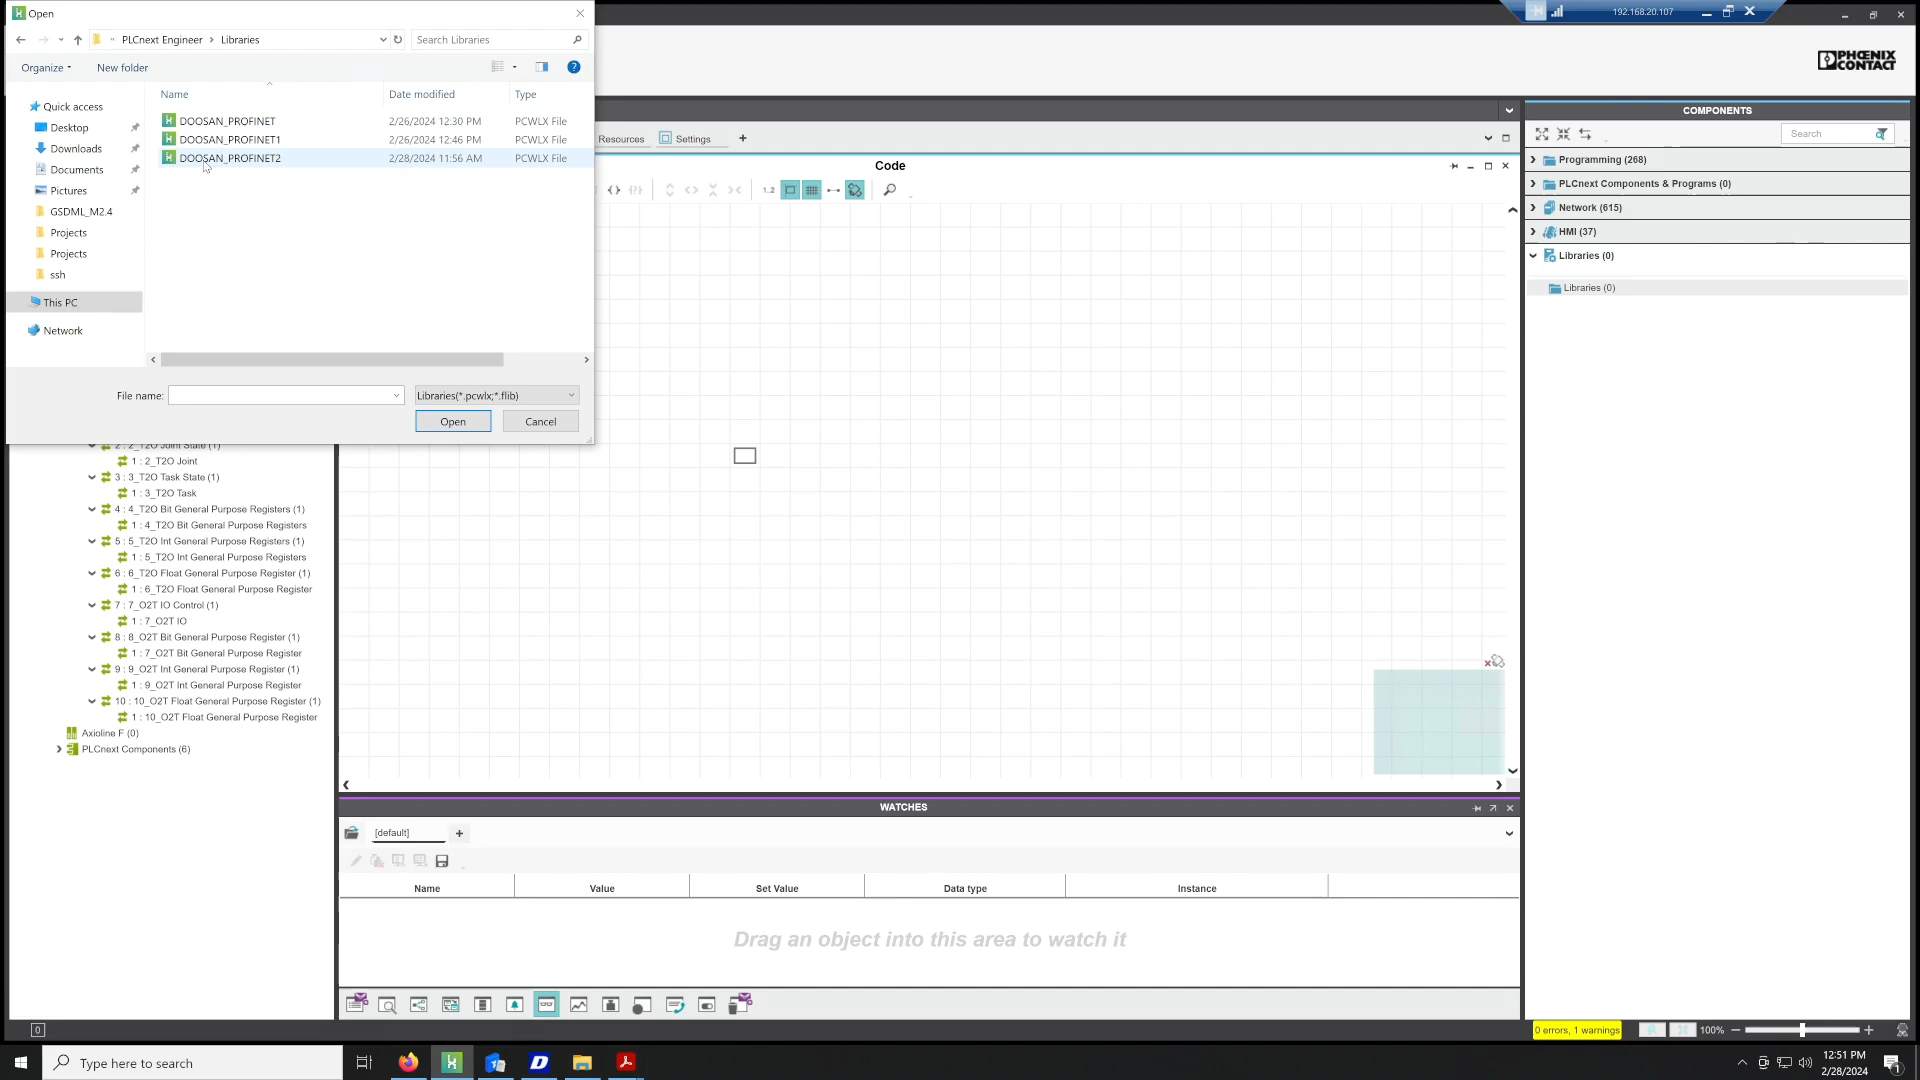 Open
192.168.20.107
PLCnext Engineer > Libraries
Search Libraries
Organize
New folder
PHOENIX CONTACT
Name
Date modified
Type
DOOSAN_PROFINET
2/26/2024 12:30 PM
PCWLX File
DOOSAN_PROFINET1
2/26/2024 12:46 PM
PCWLX File
DOOSAN_PROFINET2
2/28/2024 11:56 AM
PCWLX File
Quick access
Desktop
Downloads
Documents
Pictures
GSDML_M2.4
Projects
Projects
ssh
This PC
Network
File name:
Libraries(*.pcwlx;*.flib)
Open
Cancel
Resources
Settings
Code
1..2
COMPONENTS
Search
Programming (268)
PLCnext Components & Programs (0)
Network (615)
HMI (37)
Libraries (0)
Libraries (0)
2 : 2_T2O Joint State (1)
1 : 2_T2O Joint
3 : 3_T2O Task State (1)
1 : 3_T2O Task
4 : 4_T2O Bit General Purpose Registers (1)
1 : 4_T2O Bit General Purpose Registers
5 : 5_T2O Int General Purpose Registers (1)
1 : 5_T2O Int General Purpose Registers
6 : 6_T2O Float General Purpose Register (1)
1 : 6_T2O Float General Purpose Register
7 : 7_O2T IO Control (1)
1 : 7_O2T IO
8 : 8_O2T Bit General Purpose Register (1)
1 : 7_O2T Bit General Purpose Register
9 : 9_O2T Int General Purpose Register (1)
1 : 9_O2T Int General Purpose Register
10 : 10_O2T Float General Purpose Register (1)
1 : 10_O2T Float General Purpose Register
Axioline F (0)
PLCnext Components (6)
WATCHES
[default]
Name
Value
Set Value
Data type
Instance
Drag an object into this area to watch it
0
0 errors, 1 warnings
100%
Type here to search
12:51 PM
2/28/2024
1